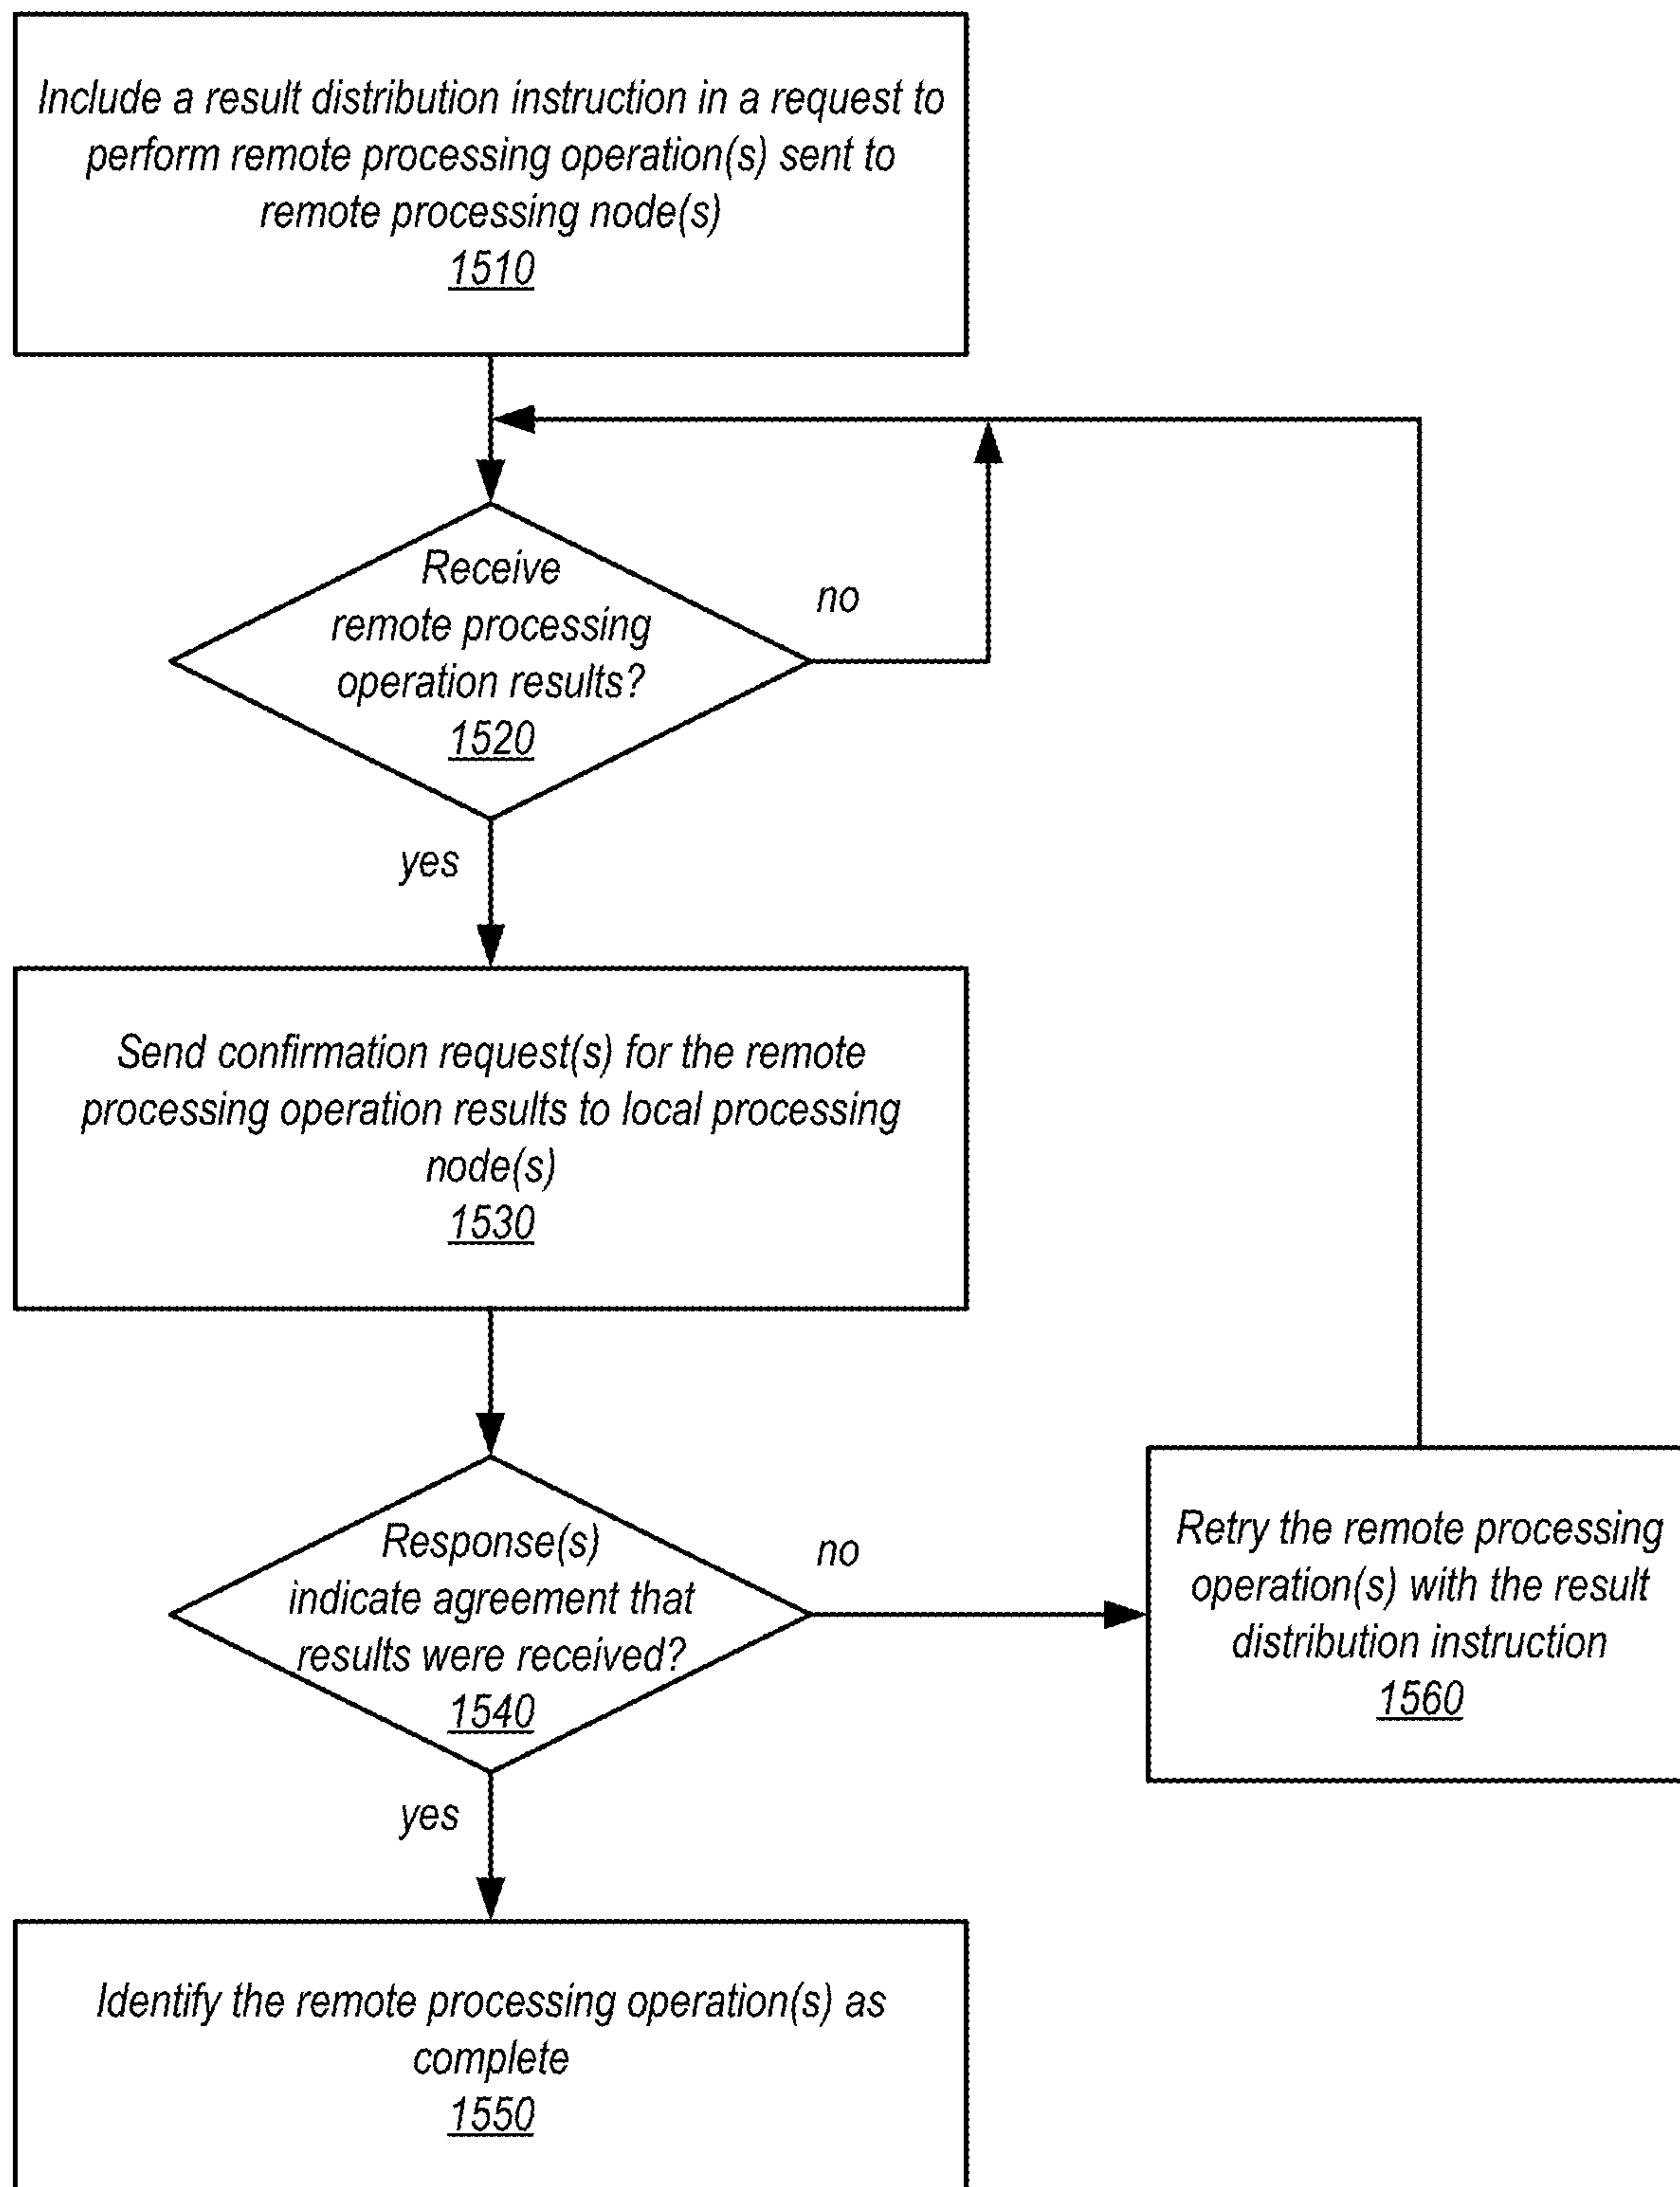 Include a result distribution instruction in a request to
perform remote processing operation(s) sent to
remote processing node(s)
1510
Receive
remote processing
operation results?
1520
no
yes
Send confirmation request(s) for the remote
processing operation results to local processing
node(s)
1530
Response(s)
indicate agreement that
results were received?
1540
no
yes
Retry the remote processing
operation(s) with the result
distribution instruction
1560
Identify the remote processing operation(s) as
complete
1550